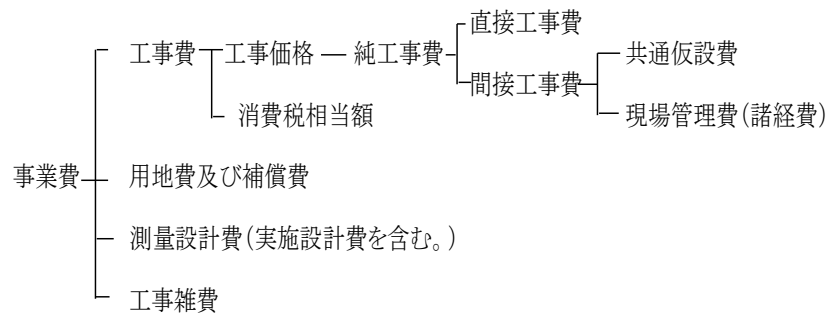 直接工事費
工事費 工事価格 純工事費 共通仮設費
間接工事費
消費税相当額 現場管理費(諸経費)
事業費 用地費及び補償費
測量設計費(実施設計費を含む。)
工事雑費